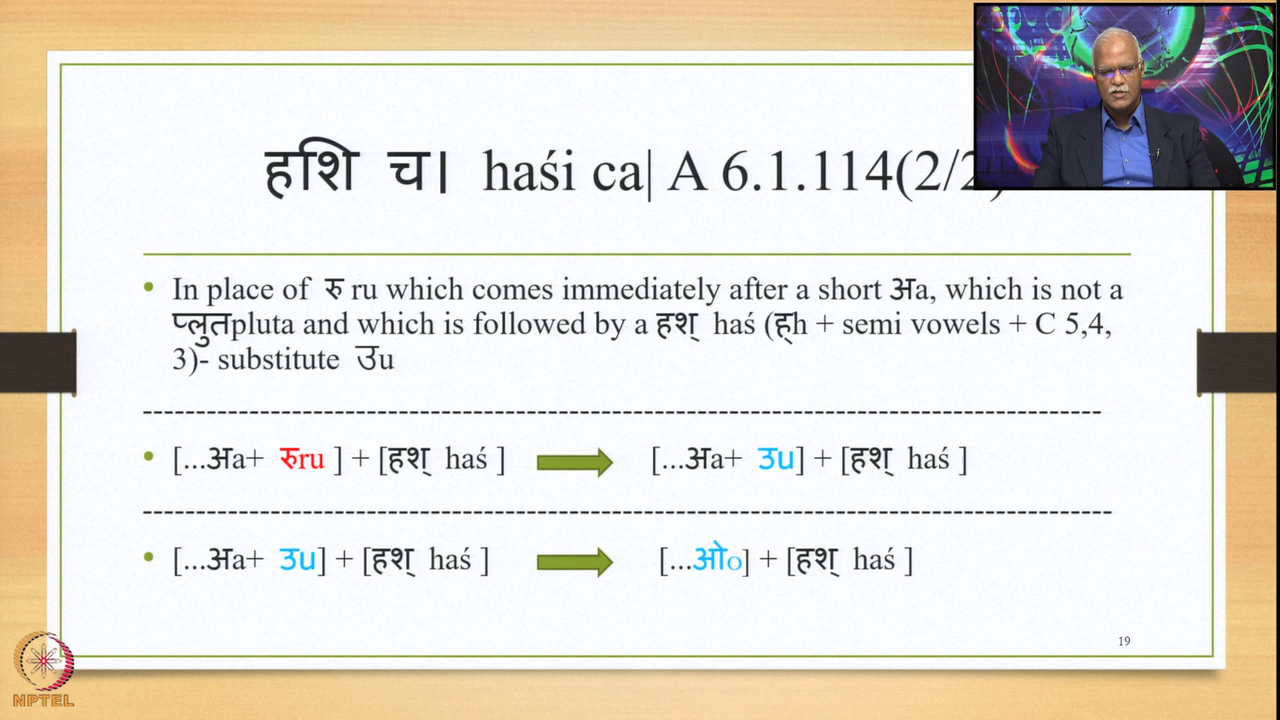 हशि च। haśi ca| A 6.1.114(2/2)
• In place of रु ru which comes immediately after a short अa, which is not a
प्लुतpluta and which is followed by a हश् haś (ह्h + semi vowels + C 5,4,
3)- substitute उu
--------------------------------------------------------------------------------------------
• [...अa+ रुru ] + [हश् haś ] [...अa+ उu] + [हश् haś ]
---------------------------------------------------------------------------------------------
• [...अa+ उu] + [हश् haś ] [...ओo] + [हश् haś ]
19
NPTEL